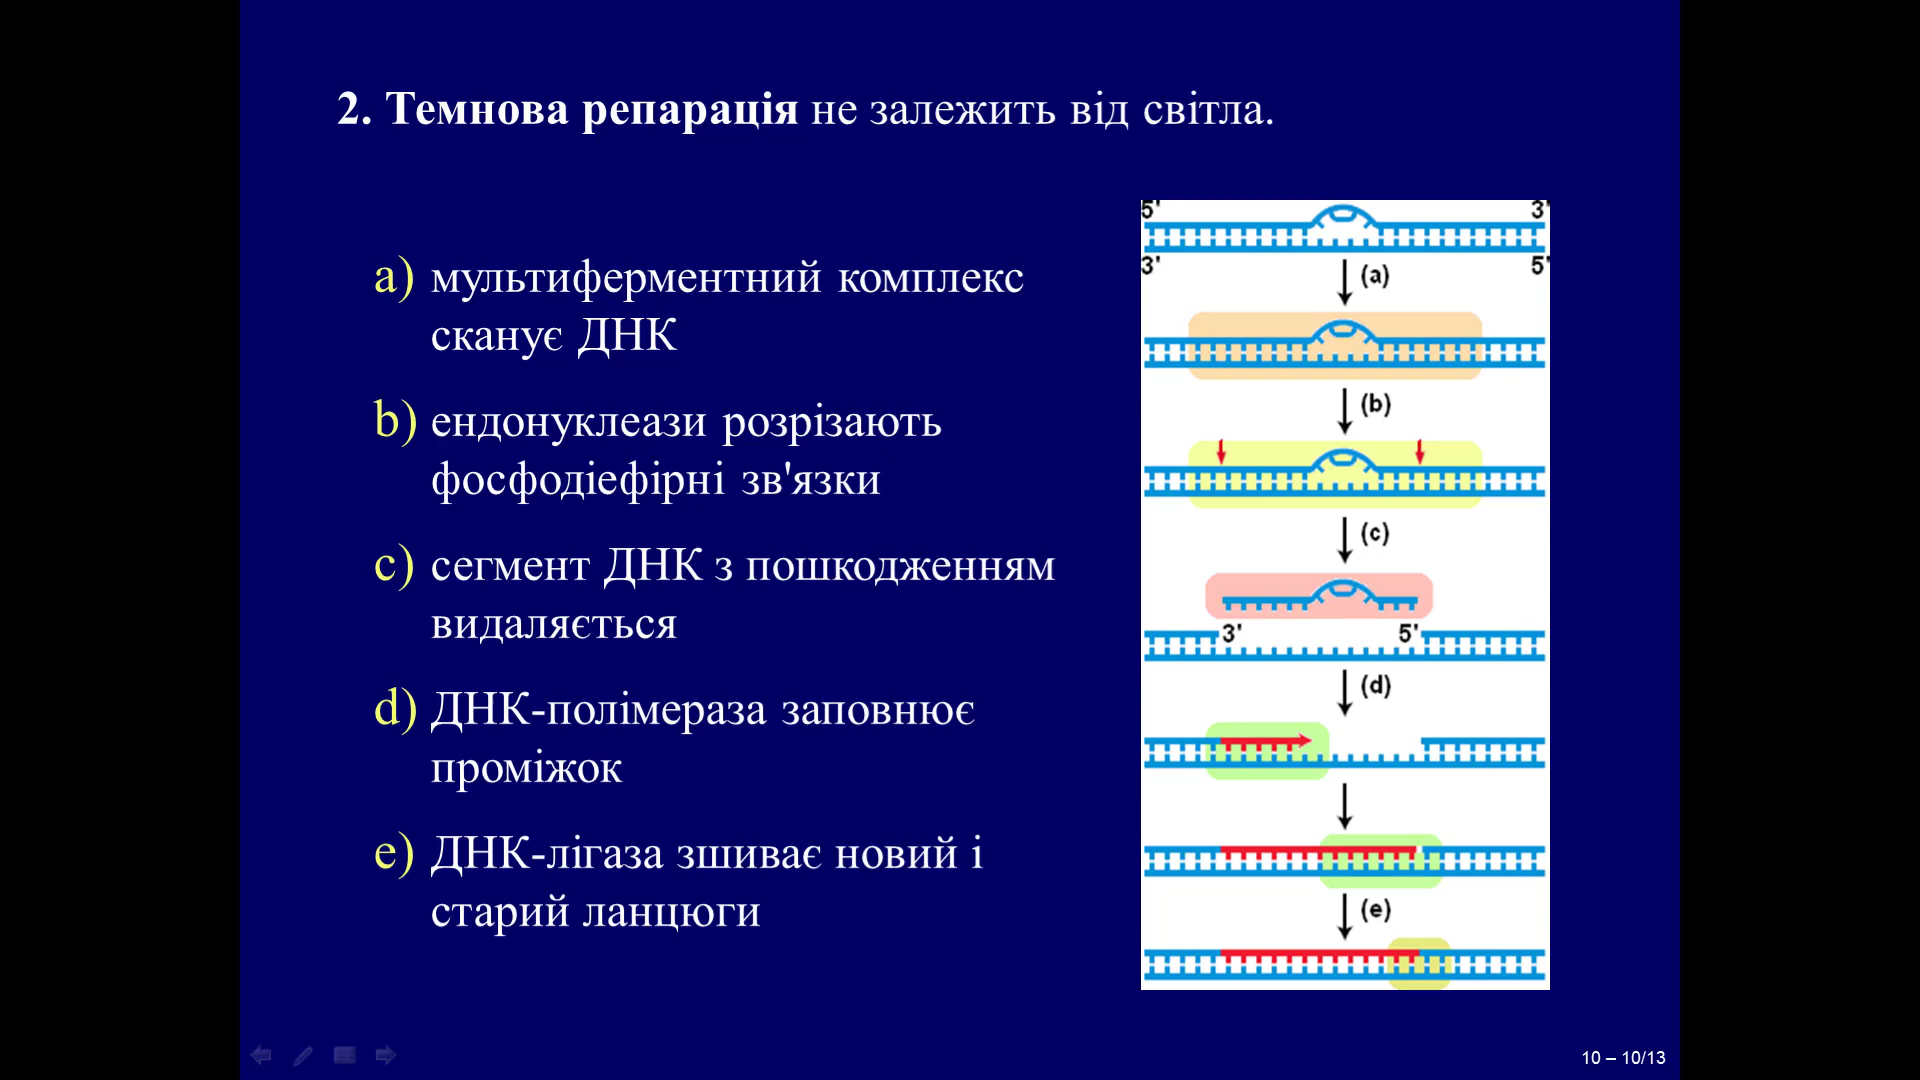 2. Темнова репарація не залежить від світла.
a) мультиферментний комплекс
сканує ДНК
b) ендонуклеази розрізають
фосфодіефірні зв'язки
c) сегмент ДНК з пошкодженням
видаляється
d) ДНК-полімераза заповнює
проміжок
e) ДНК-лігаза зшиває новий і
старий ланцюги
5' 3'
3' 5'
(a)
(b)
(c)
3' 5'
(d)
(e)
10 – 10/13